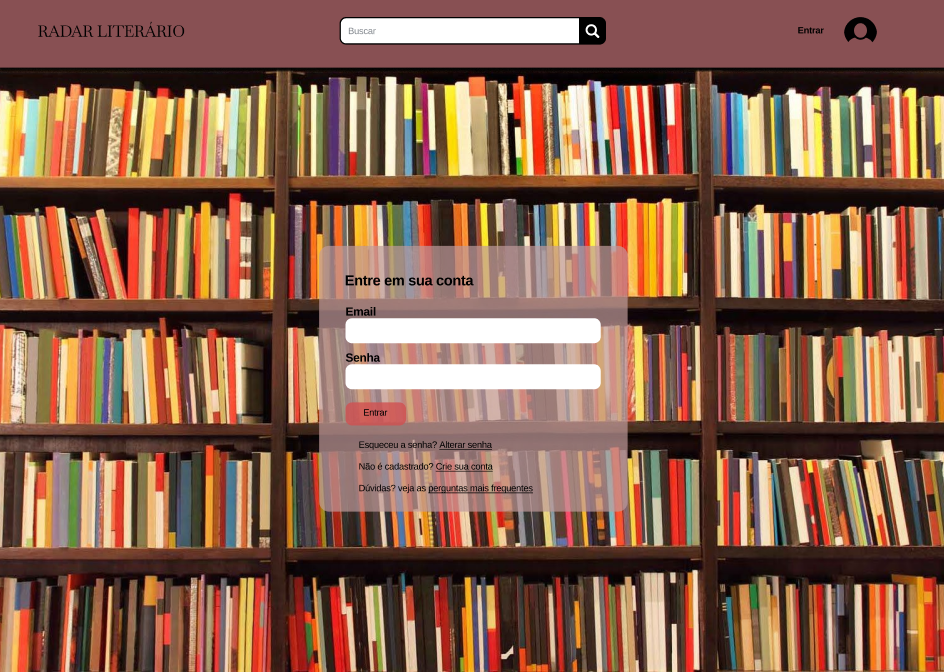 RADAR LITERÁRIO
Buscar
Entrar
Entre em sua conta
Email
Senha
Entrar
Esqueceu a senha? Alterar senha
Não é cadastrado? Crie sua conta
Dúvidas? veja as perguntas mais frequentes